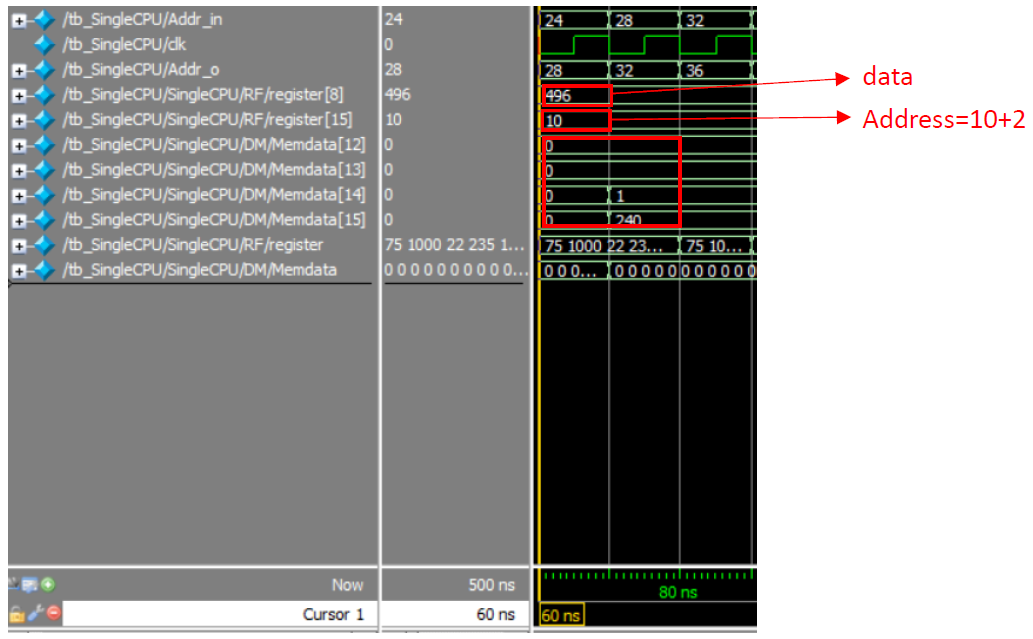 /tb_SingleCPU/Addr_in 24 24 28 32
/tb_SingleCPU/clk 0
/tb_SingleCPU/Addr_o 28 28 32 36
data
/tb_SingleCPU/SingleCPU/RF/register[8] 496 496
/tb_SingleCPU/SingleCPU/RF/register[15] 10 10
Address=10+2
/tb_SingleCPU/SingleCPU/DM/Memdata[12] 0 0
/tb_SingleCPU/SingleCPU/DM/Memdata[13] 0 0
/tb_SingleCPU/SingleCPU/DM/Memdata[14] 0 0 1
/tb_SingleCPU/SingleCPU/DM/Memdata[15] 0 0 240
/tb_SingleCPU/SingleCPU/RF/register 75 1000 22 235 1... 75 1000 22 23... 75 10...
/tb_SingleCPU/SingleCPU/DM/Memdata 0 0 0 0 0 0 0 0 0 0 0... 0 0 0... 0 0 0 0 0 0 0 0 0 0 0 0
Now 500 ns
80 ns
Cursor 1 60 ns 60 ns